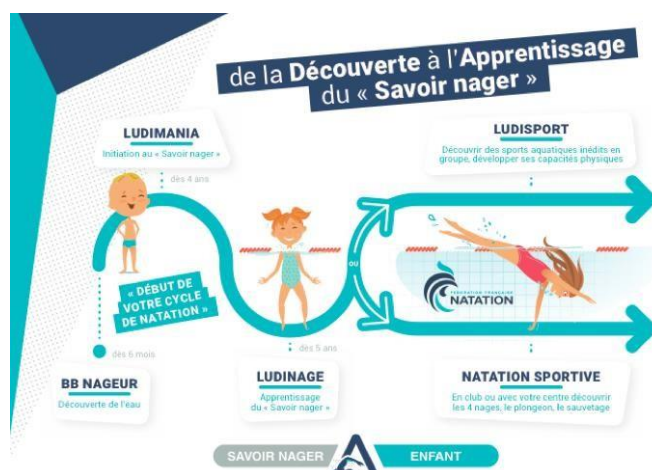 de la Découverte à l'Apprentissage
du « Savoir nager »
LUDIMANIA
Initiation au « Savoir nager »
dès 4 ans
LUDISPORT
Découvrir des sports aquatiques inédits en
groupe, développer ses capacités physiques
« DÉBUT DE
VOTRE CYCLE
DE NATATION »
OU
FÉDÉRATION FRANÇAISE
NATATION
dès 6 mois
BB NAGEUR
Découverte de l'eau
dès 5 ans
LUDINAGE
Apprentissage
du « Savoir nager »
NATATION SPORTIVE
En club ou avec votre centre découvrir
les 4 nages, le plongeon, le sauvetage
SAVOIR NAGER
ENFANT